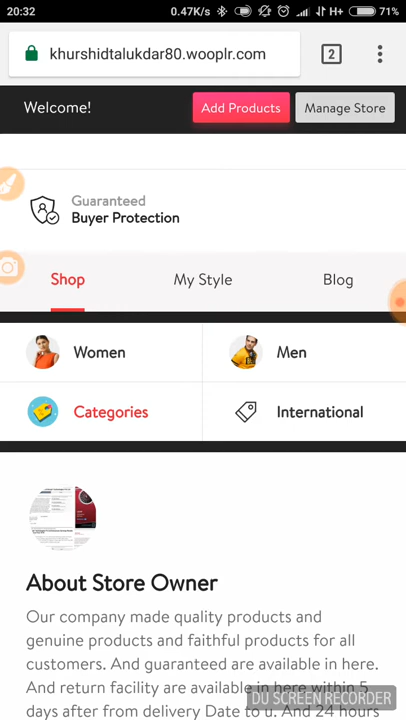 20:32 0.47K/s H+ 71%
khurshidtalukdar80.wooplr.com 2
Welcome! Add Products Manage Store
Guaranteed
Buyer Protection
Shop My Style Blog
Women Men
Categories International
About Store Owner
Our company made quality products and
genuine products and faithful products for all
customers. And guaranteed are available in here.
And return facility are available in here within 5
days after from delivery Date to u. And 24 hours
DU SCREEN RECORDER